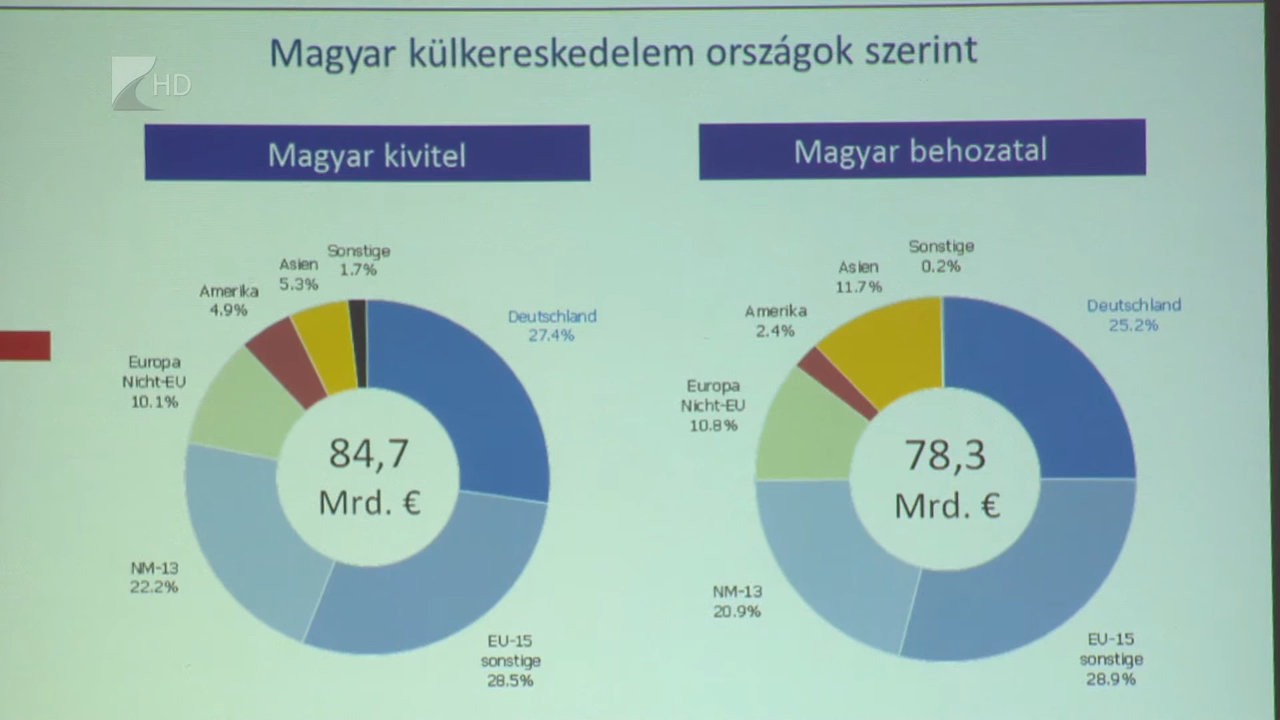 Magyar külkereskedelem országok szerint
HD
Magyar kivitel
Sonstige
1.7%
Asien
5.3%
Amerika
4.9%
Europa
Nicht-EU
10.1%
Deutschland
27.4%
84,7
Mrd. €
NM-13
22.2%
EU-15
sonstige
28.5%
Magyar behozatal
Sonstige
0.2%
Asien
11.7%
Amerika
2.4%
Europa
Nicht-EU
10.8%
Deutschland
25.2%
78,3
Mrd. €
NM-13
20.9%
EU-15
sonstige
28.9%